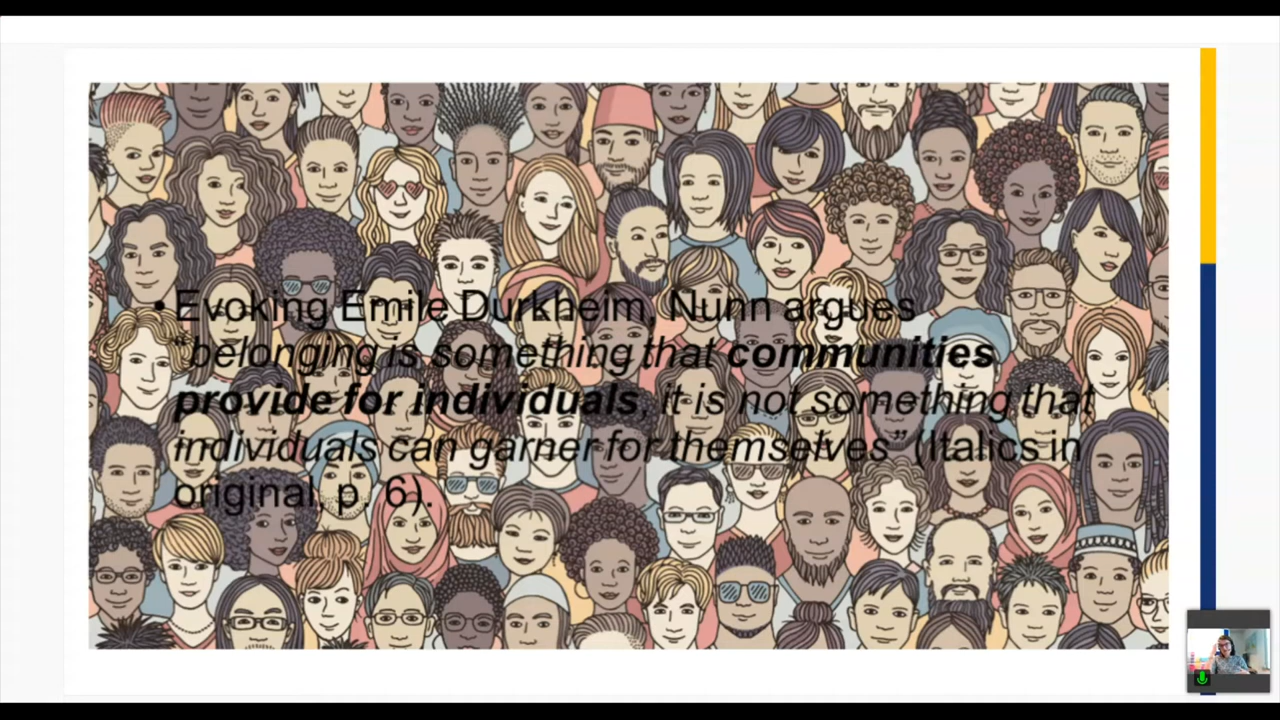 • Evoking Emile Durkheim, Nunn argues
“belonging is something that communities
provide for individuals, it is not something that
individuals can garner for themselves” (Italics in
original, p. 6).